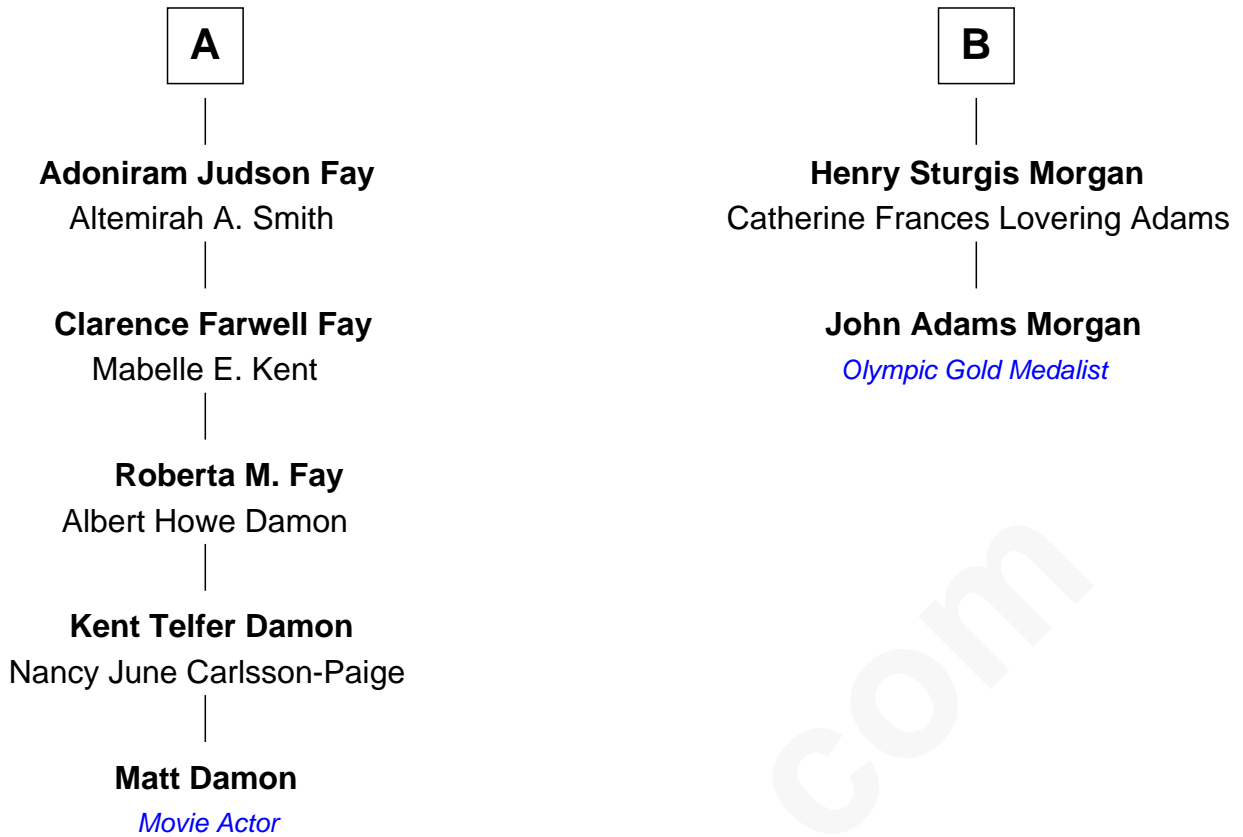 A
Adoniram Judson Fay
Altemirah A. Smith
Clarence Farwell Fay
Mabelle E. Kent
Roberta M. Fay
Albert Howe Damon
Kent Telfer Damon
Nancy June Carlsson-Paige
Matt Damon
Movie Actor
B
Henry Sturgis Morgan
Catherine Frances Lovering Adams
John Adams Morgan
Olympic Gold Medalist
com